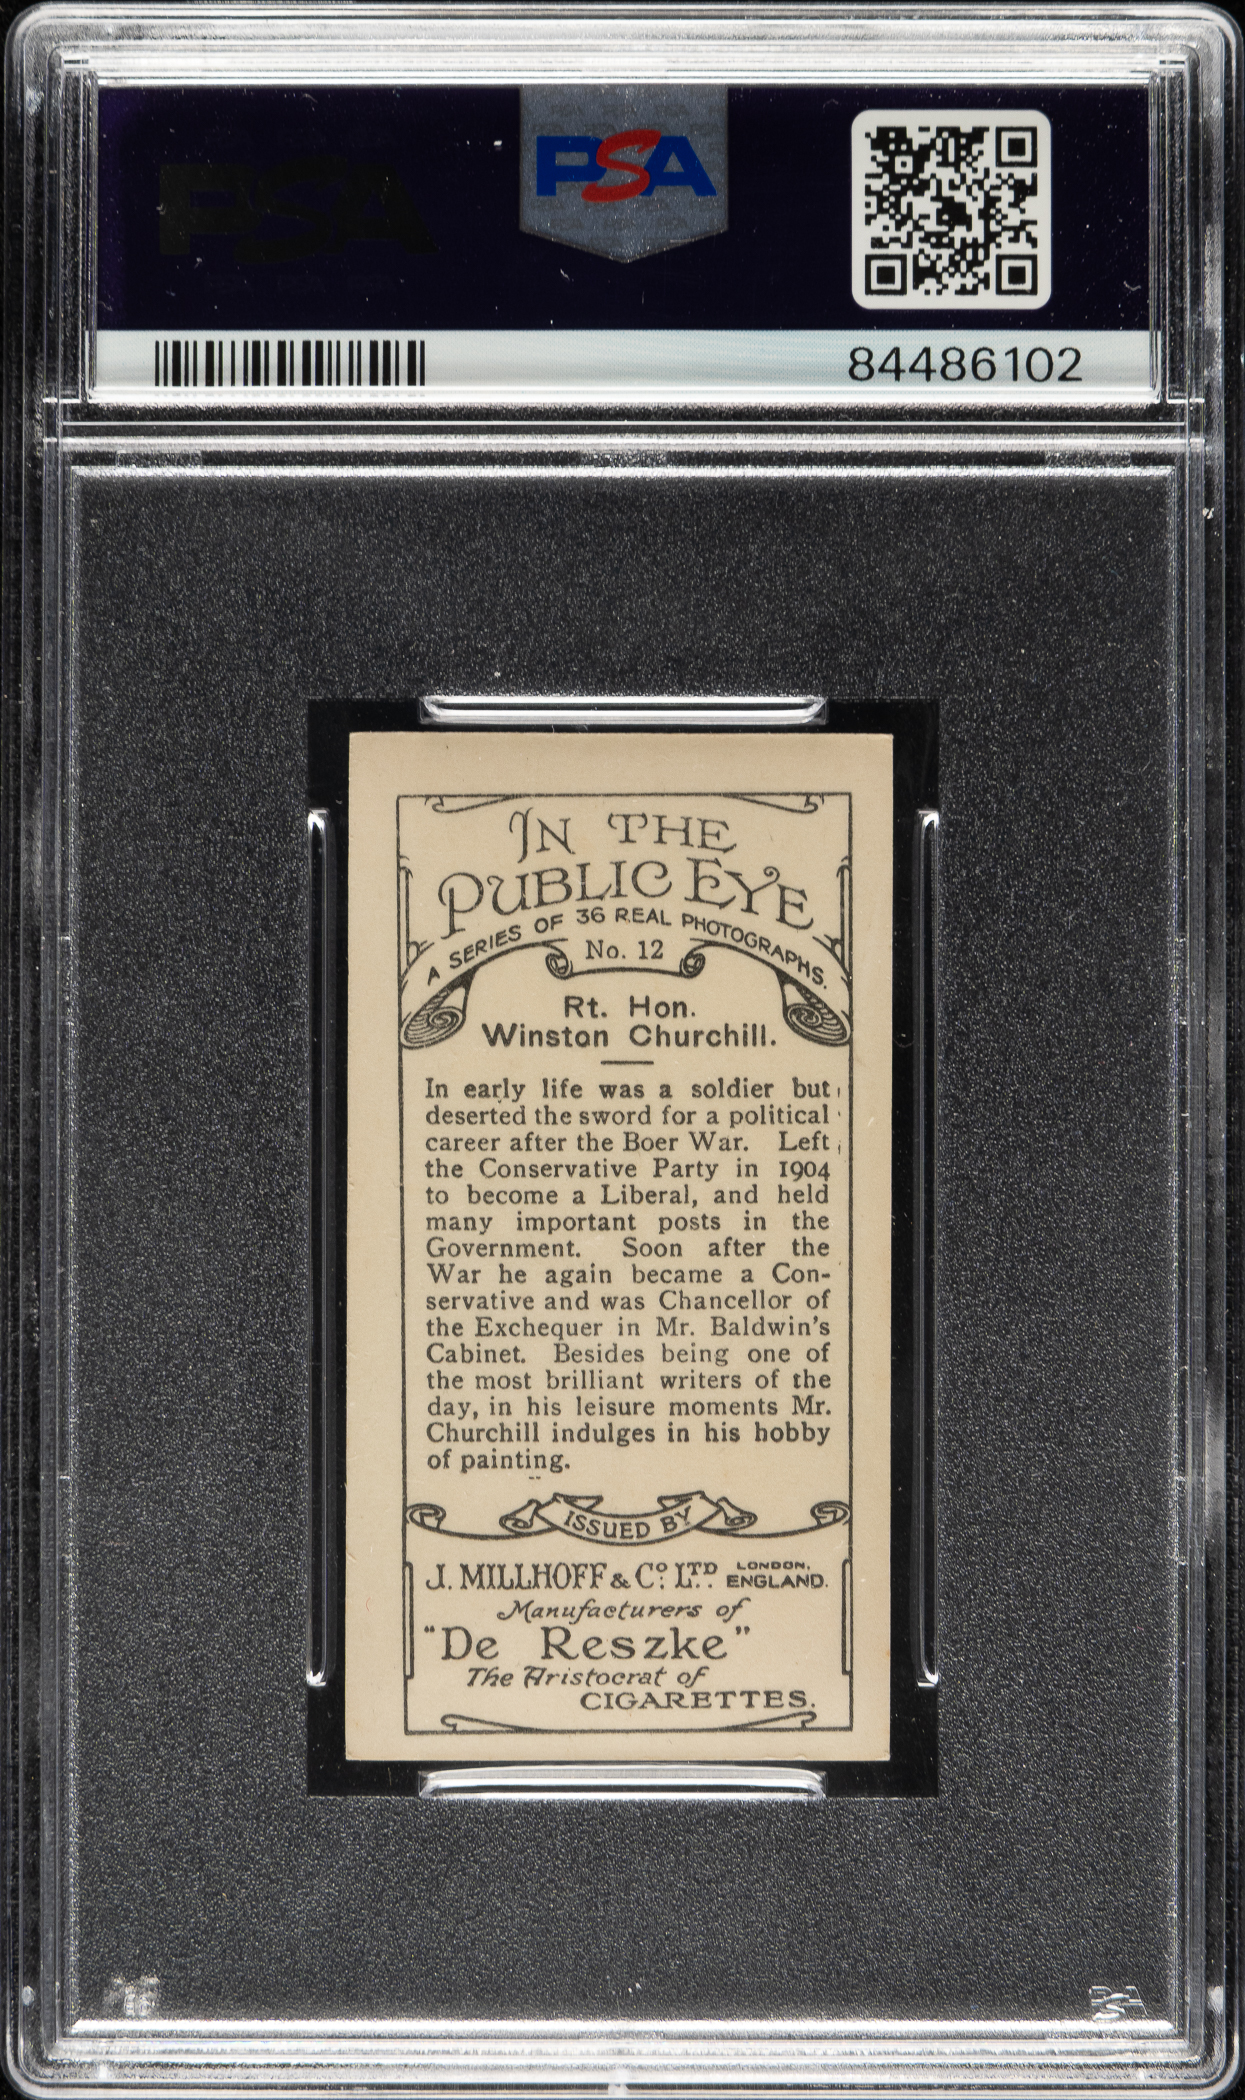 PSA
PSA
84486102
IN THE
PUBLIC EYE
A SERIES OF 36 REAL PHOTOGRAPHS.
No. 12
Rt. Hon.
Winston Churchill.
In early life was a soldier but
deserted the sword for a political
career after the Boer War. Left
the Conservative Party in 1904
to become a Liberal, and held
many important posts in the
Government. Soon after the
War he again became a Con-
servative and was Chancellor of
the Exchequer in Mr. Baldwin's
Cabinet. Besides being one of
the most brilliant writers of the
day, in his leisure moments Mr.
Churchill indulges in his hobby
of painting.
ISSUED BY
J. MILLHOFF & Co. LTD. LONDON, ENGLAND.
Manufacturers of
"De Reszke"
The Aristocrat of
CIGARETTES.
PSA